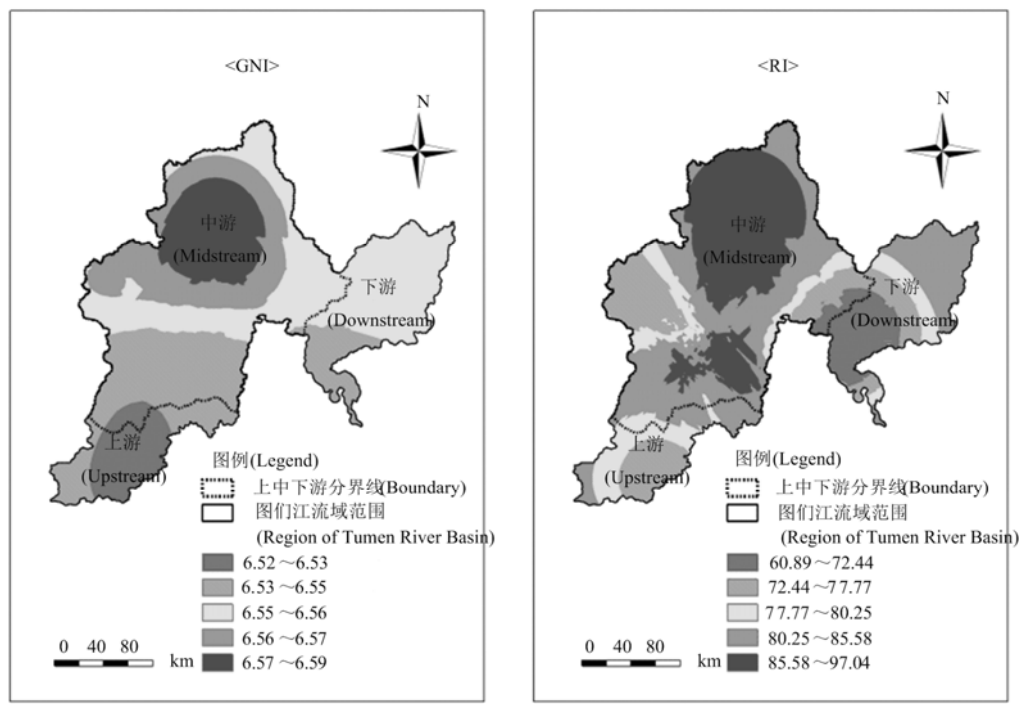 <GNI>
N
中游
(Midstream)
下游
(Downstream)
上游
(Upstream)
图例(Legend)
上中下游分界线(Boundary)
图们江流域范围
(Region of Tumen River Basin)
6.52～6.53
6.53～6.55
6.55～6.56
6.56～6.57
6.57～6.59
0 40 80
km
<RI>
N
中游
(Midstream)
下游
(Downstream)
上游
(Upstream)
图例(Legend)
上中下游分界线(Boundary)
图们江流域范围
(Region of Tumen River Basin)
60.89～72.44
72.44～77.77
77.77～80.25
80.25～85.58
85.58～97.04
0 40 80
km